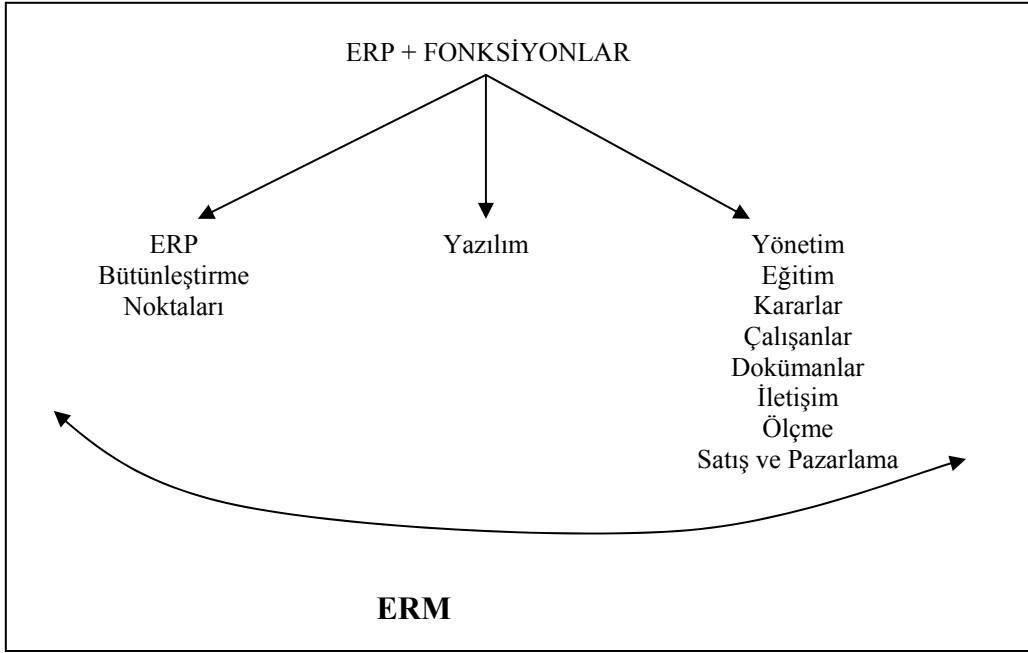 ERP + FONKSİYONLAR
ERP
Bütünleştirme
Noktaları
Yazılım
Yönetim
Eğitim
Kararlar
Çalışanlar
Dokümanlar
İletişim
Ölçme
Satış ve Pazarlama
ERM